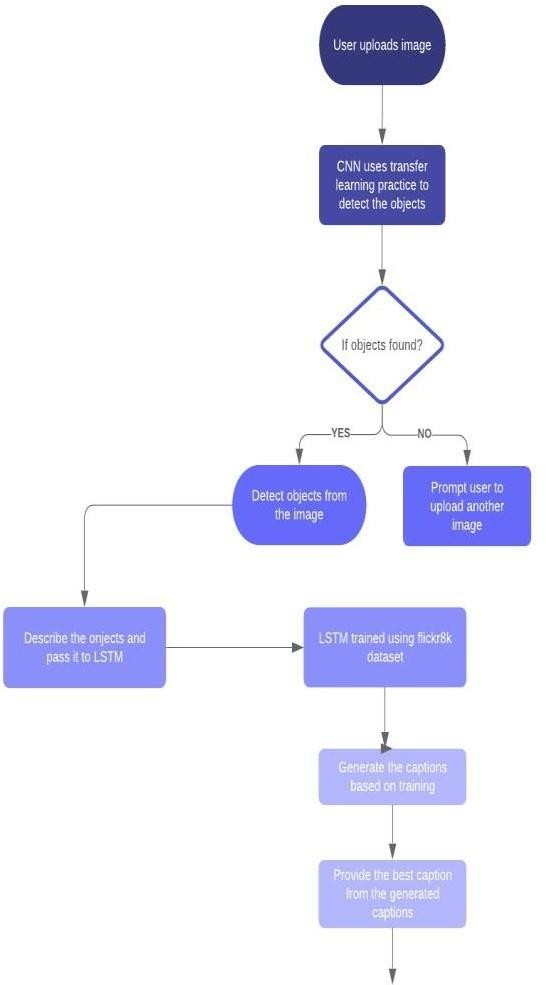 User uploads image
CNN uses transfer
learning practice to
detect the objects
If objects found?
YES
NO
Detect objects from
the image
Prompt user to
upload another
image
Describe the onjects and
pass it to LSTM
LSTM trained using flickr8k
dataset
Generate the captions
based on training
Provide the best caption
from the generated
captions